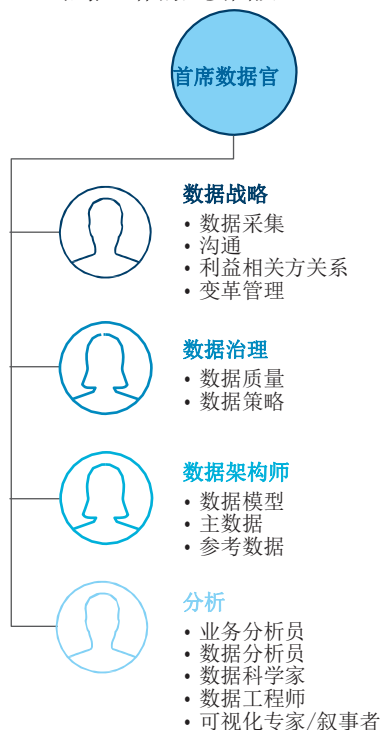 首席数据官
数据战略
• 数据采集
• 沟通
• 利益相关方关系
• 变革管理
数据治理
• 数据质量
• 数据策略
数据架构师
• 数据模型
• 主数据
• 参考数据
分析
• 业务分析员
• 数据分析员
• 数据科学家
• 数据工程师
• 可视化专家/叙事者